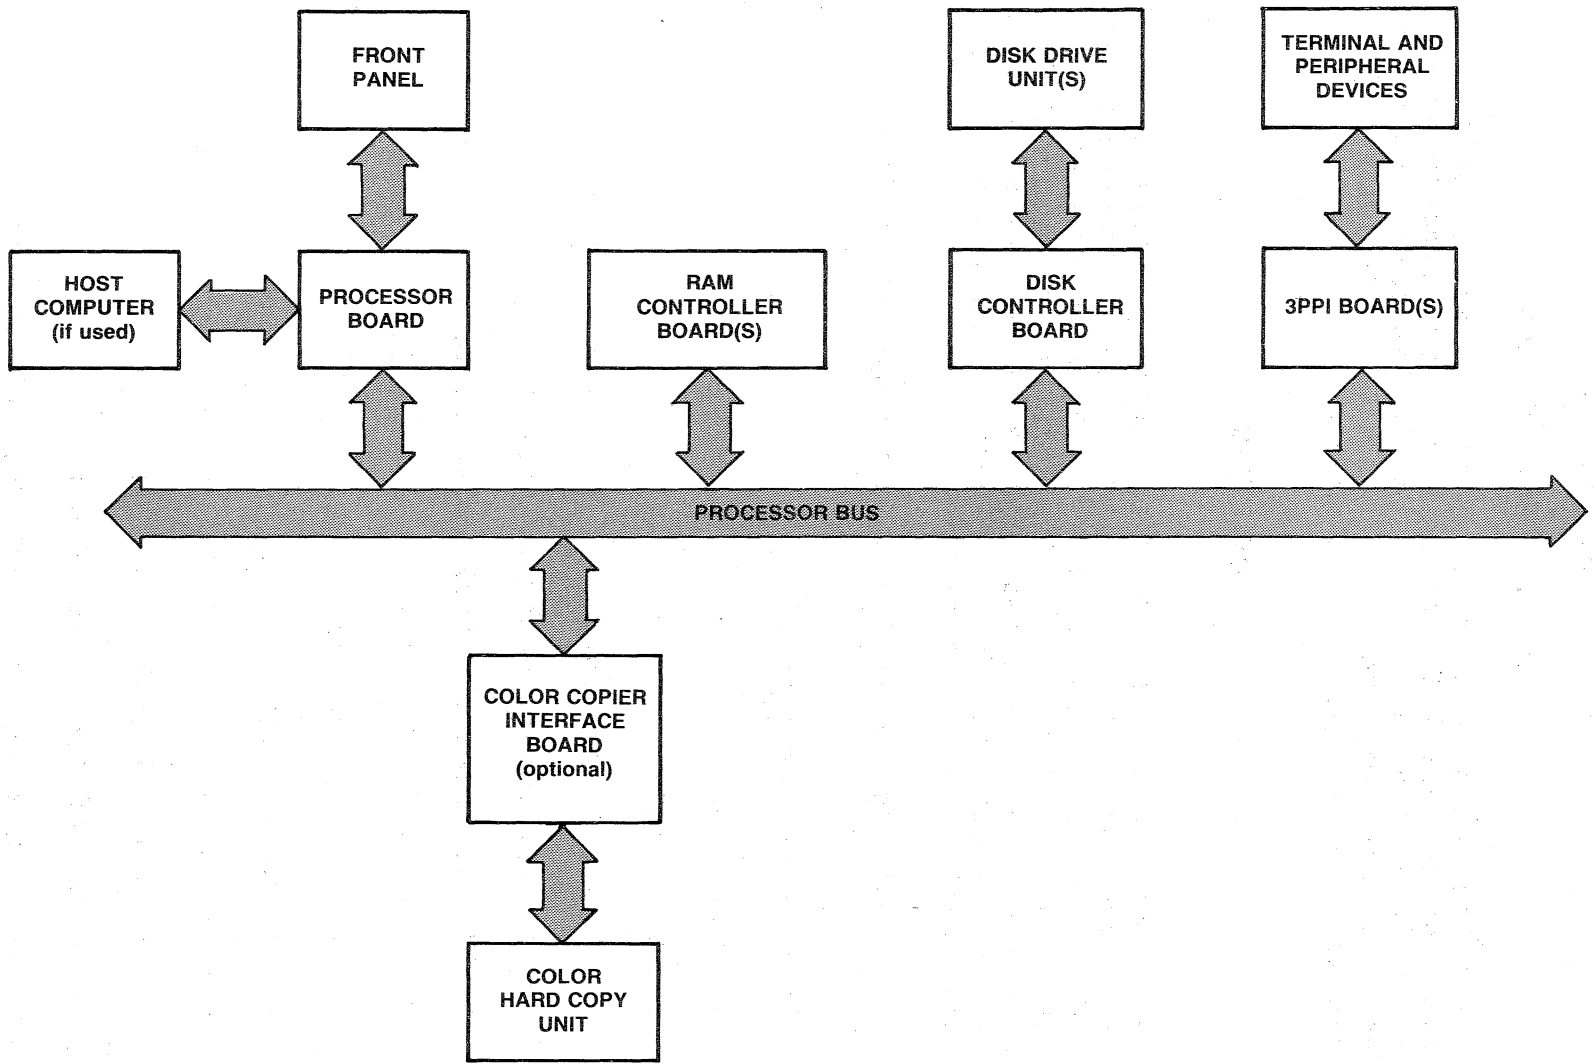 FRONT
PANEL
DISK DRIVE
UNIT(S)
TERMINAL AND
PERIPHERAL
DEVICES
HOST
COMPUTER
(if used)
PROCESSOR
BOARD
RAM
CONTROLLER
BOARD(S)
DISK
CONTROLLER
BOARD
3PPI BOARD(S)
PROCESSOR BUS
COLOR COPIER
INTERFACE
BOARD
(optional)
COLOR
HARD COPY
UNIT